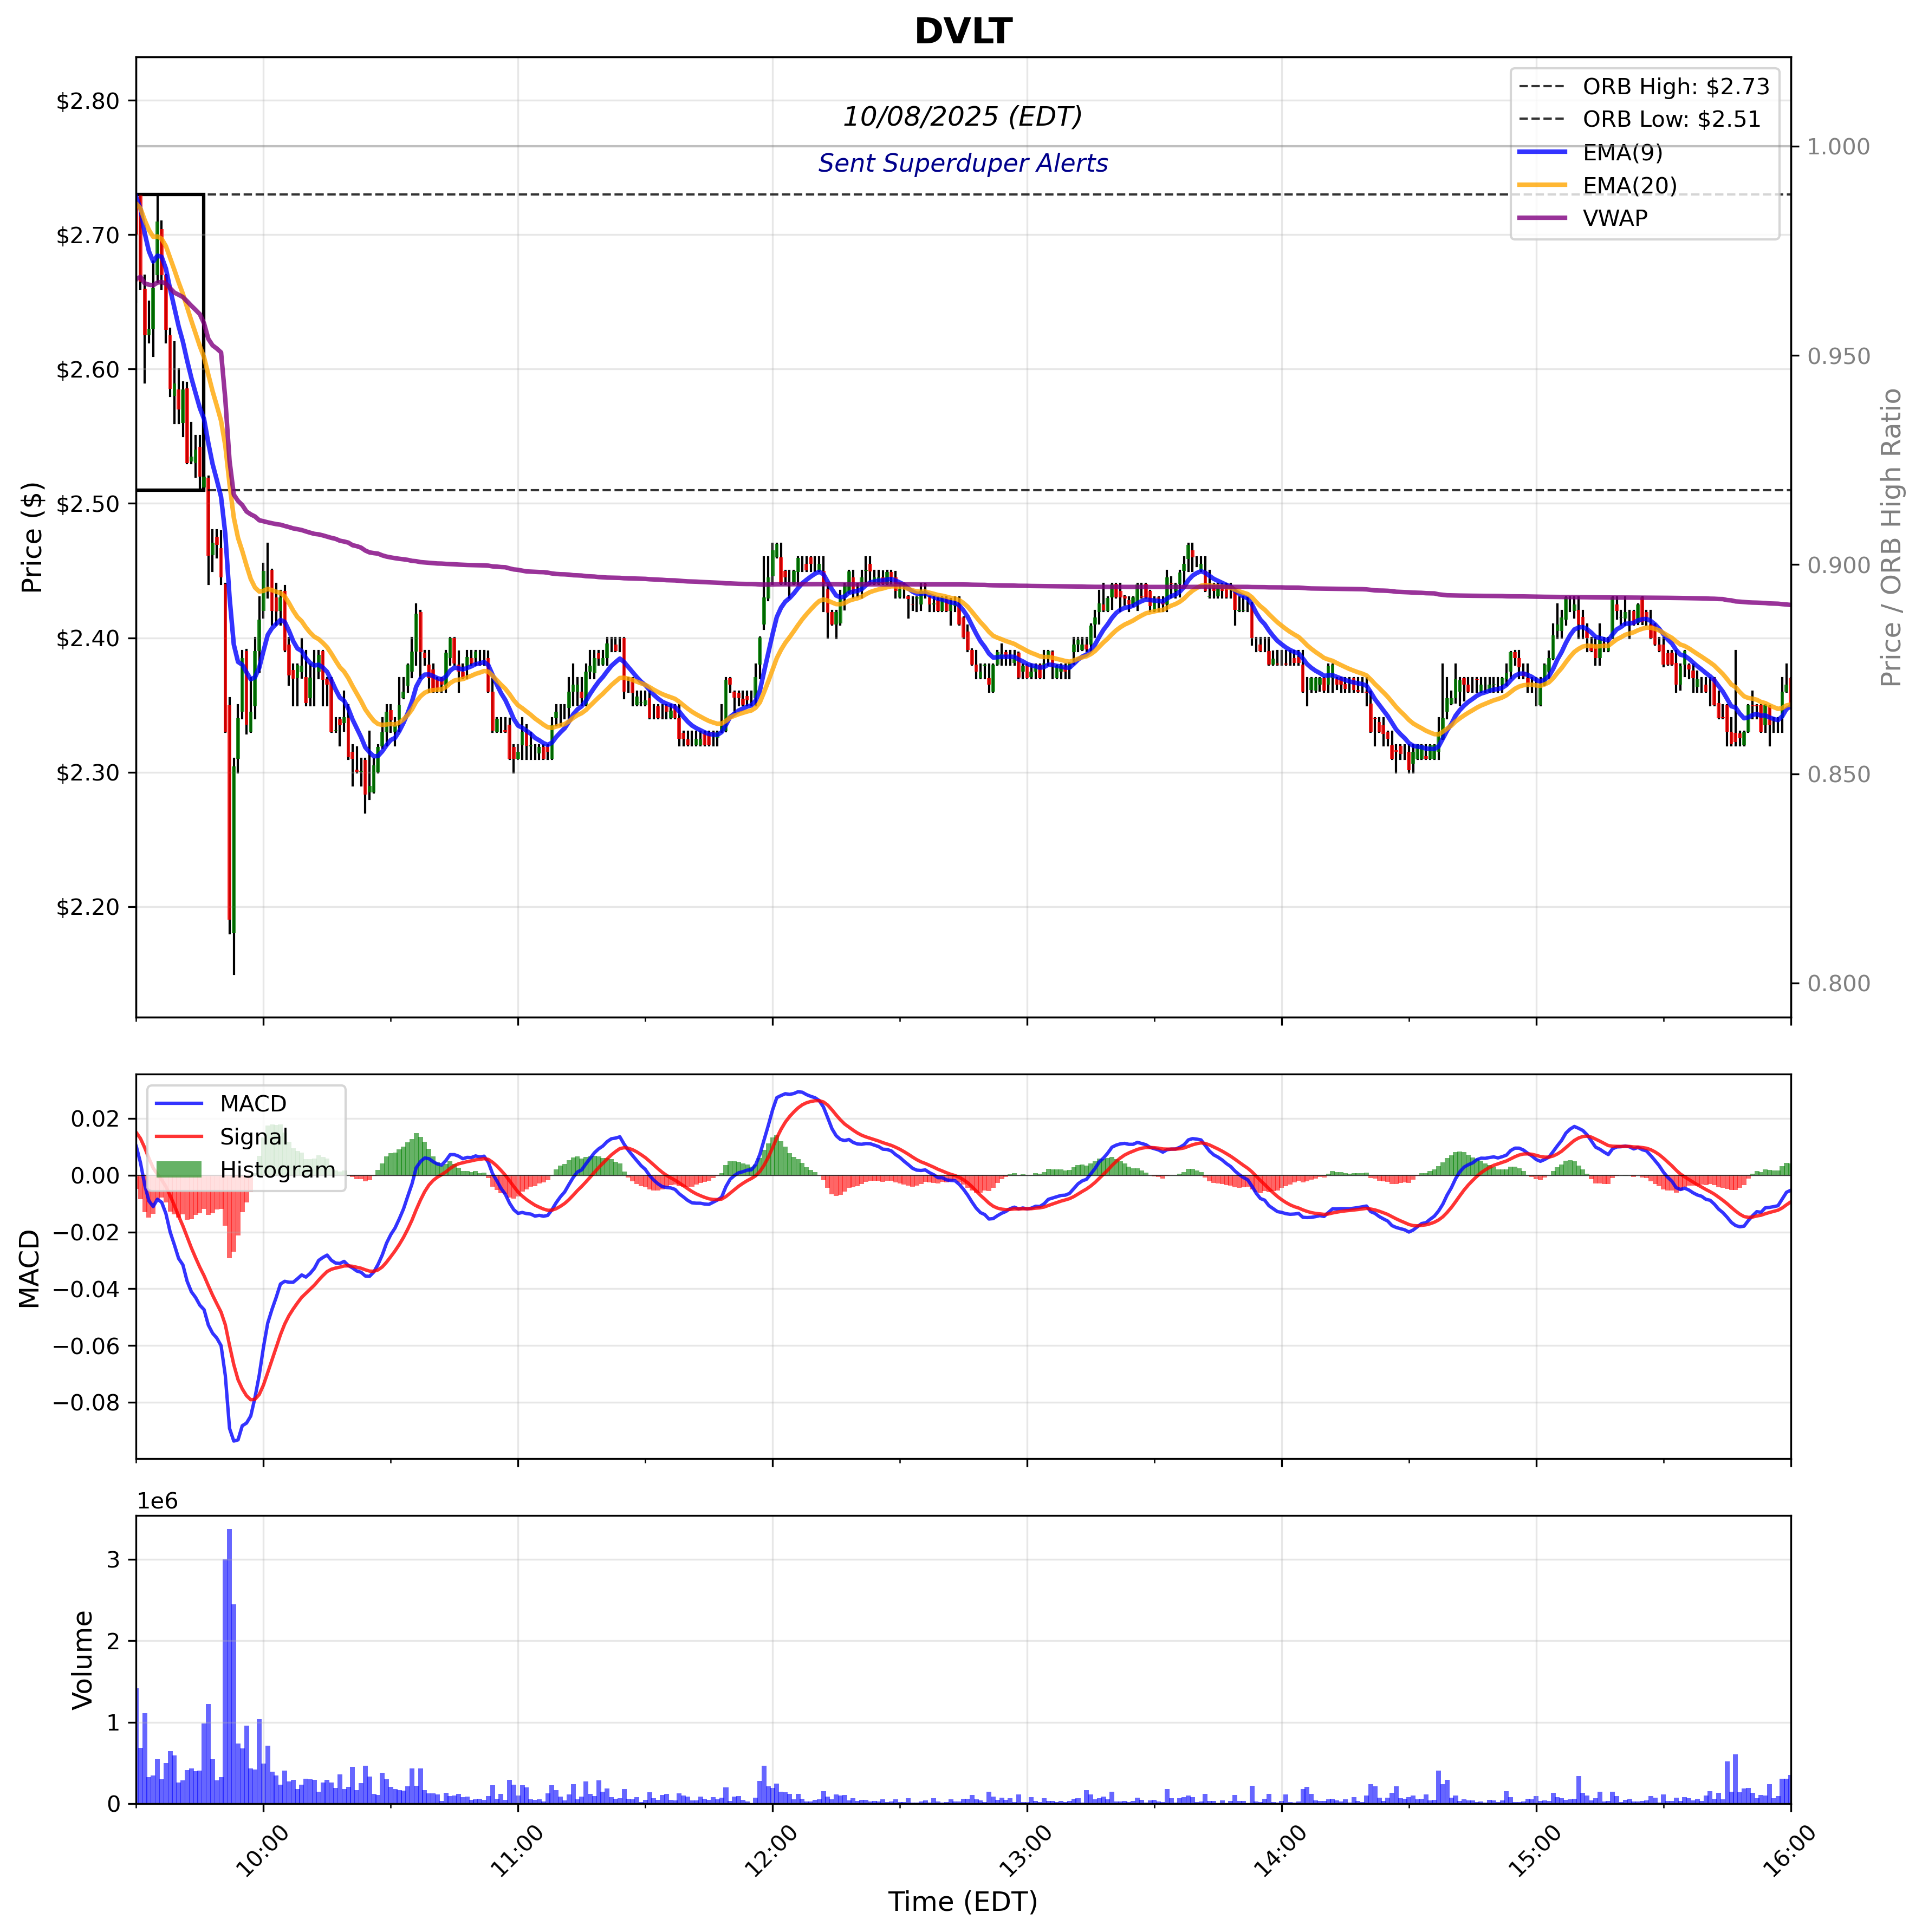 DVLT
10/08/2025 (EDT)
Sent Superduper Alerts
ORB High: $2.73
ORB Low: $2.51
EMA(9)
EMA(20)
VWAP
$2.80
$2.70
$2.60
$2.50
$2.40
$2.30
$2.20
Price ($)
1.000
0.950
0.900
0.850
0.800
Price / ORB High Ratio
MACD
Signal
Histogram
0.02
0.00
−0.02
−0.04
−0.06
−0.08
MACD
1e6
3
2
1
0
Volume
10:00
11:00
12:00
13:00
14:00
15:00
16:00
Time (EDT)